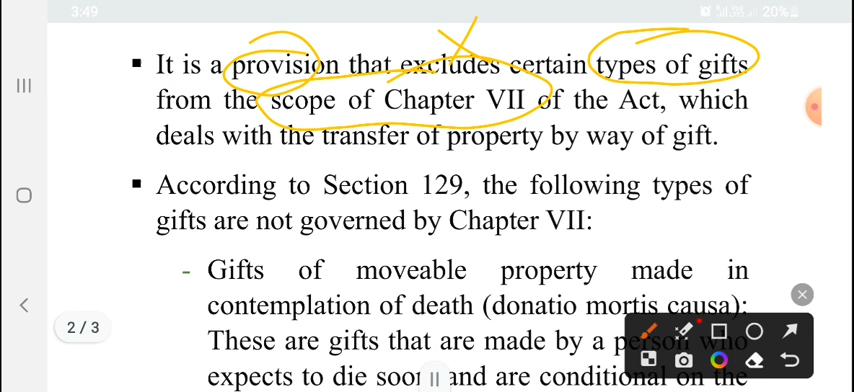 3:49
20%
▪ It is a provision that excludes certain types of gifts
from the scope of Chapter VII of the Act, which
deals with the transfer of property by way of gift.
▪ According to Section 129, the following types of
gifts are not governed by Chapter VII:
- Gifts of moveable property made in
contemplation of death (donatio mortis causa):
2 / 3
These are gifts that are made by a person who
expects to die soon and are conditional on the